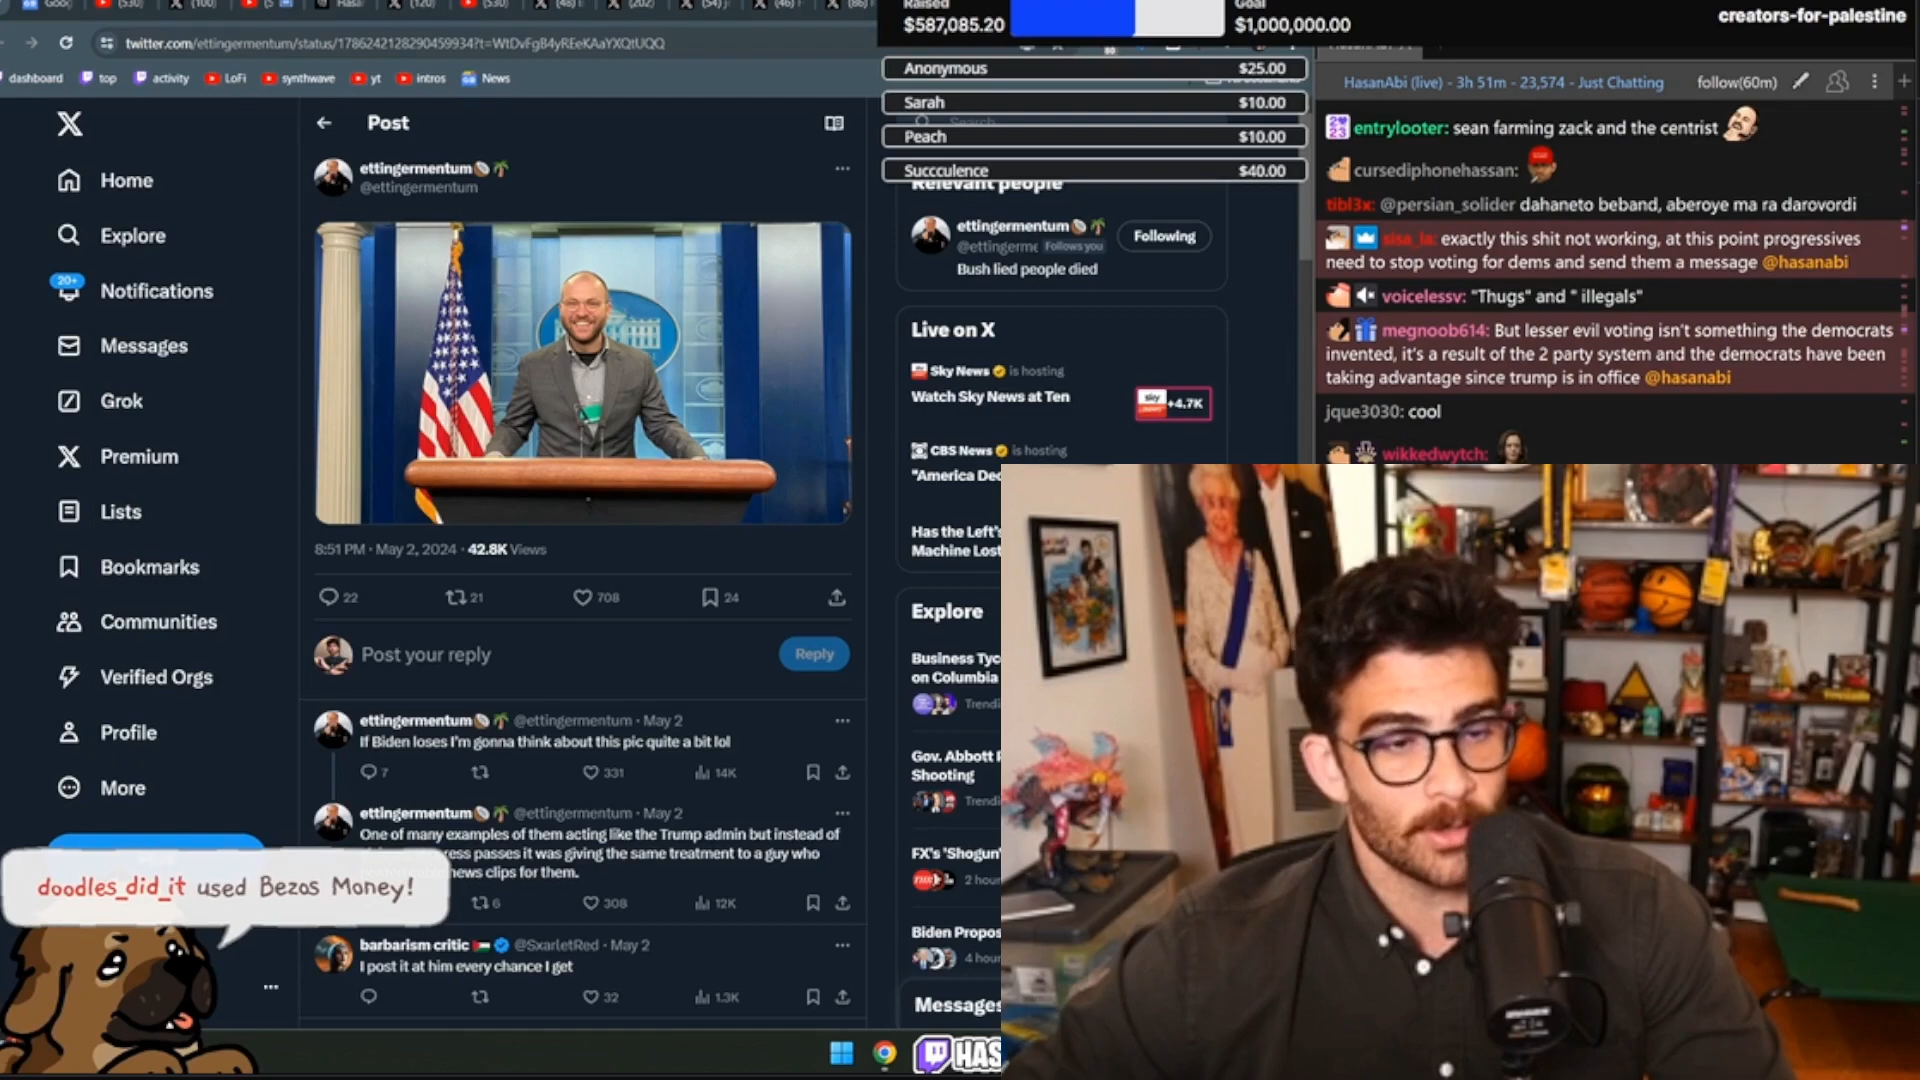 Raised
$587,085.20
Goal
$1,000,000.00
creators-for-palestine
twitter.com/ettingermentum/status/1786242128290459934?t=WtDvFgB4yREeKAaYXQtUQQ
dashboard
top
activity
LoFi
synthwave
yt
intros
News
Anonymous $25.00
Sarah $10.00
Peach $10.00
Succculence $40.00
Home
Explore
20+
Notifications
Messages
Grok
Premium
Lists
Bookmarks
Communities
Verified Orgs
Profile
More
Post
ettingermentum
@ettingermentum
8:51 PM · May 2, 2024 · 42.8K Views
22 21 708 24
Post your reply
Reply
ettingermentum @ettingermentum · May 2
If Biden loses I'm gonna think about this pic quite a bit lol
7 331 14K
ettingermentum @ettingermentum · May 2
One of many examples of them acting like the Trump admin but instead of
ress passes it was giving the same treatment to a guy who
news clips for them.
6 308 12K
barbarism critic @SxarletRed · May 2
I post it at him every chance I get
32 1.3K
doodles_did_it used Bezos Money!
Search
Relevant people
ettingermentum
@ettingerme Follows you
Following
Bush lied people died
Live on X
Sky News is hosting
Watch Sky News at Ten
sky
+4.7K
CBS News is hosting
"America Dec
Has the Left's
Machine Lost
Explore
Business Tyc
on Columbia
Trendi
Gov. Abbott P
Shooting
Trendi
FX's 'Shogun'
2 hour
Biden Propos
4 hour
Messages
HAS
HasanAbi (live) - 3h 51m - 23,574 - Just Chatting
follow(60m)
entrylooter: sean farming zack and the centrist
cursediphonehassan:
tibl3x: @persian_solider dahaneto beband, aberoye ma ra darovordi
sisa_la: exactly this shit not working, at this point progressives
need to stop voting for dems and send them a message @hasanabi
voicelessv: "Thugs" and " illegals"
megnoob614: But lesser evil voting isn't something the democrats
invented, it's a result of the 2 party system and the democrats have been
taking advantage since trump is in office @hasanabi
jque3030: cool
wikkedwytch: